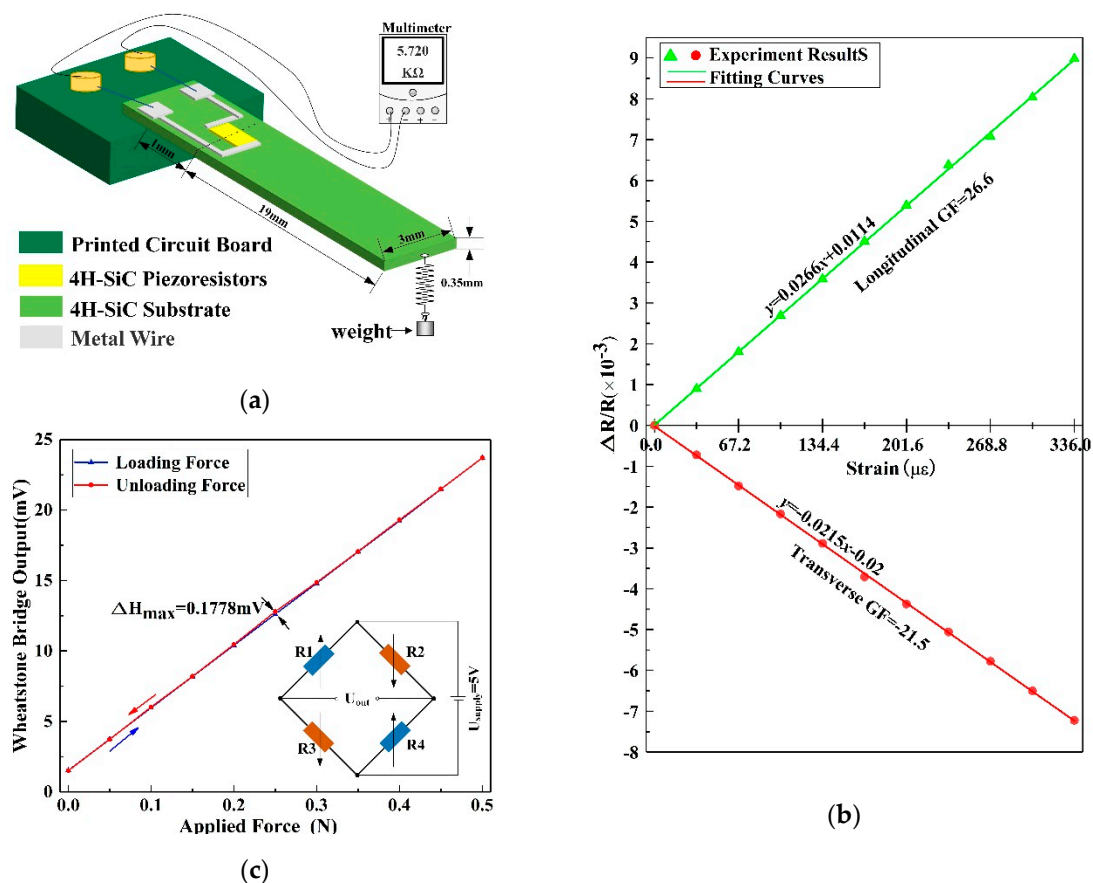 Multimeter
5.720
KΩ
+ − + −
1mm
19mm
3mm
0.35mm
weight
Printed Circuit Board
4H-SiC Piezoresistors
4H-SiC Substrate
Metal Wire
(a)
Experiment ResultS
Fitting Curves
9
8
7
6
5
4
3
2
1
0
-1
-2
-3
-4
-5
-6
-7
-8
ΔR/R(×10⁻³)
0.0 67.2 134.4 201.6 268.8 336.0
Strain(με)
y=0.0266x+0.0114
Longitudinal GF=26.6
y=-0.0215x-0.02
Transverse GF=-21.5
(b)
25
20
15
10
5
0
Wheatstone Bridge Output(mV)
Loading Force
Unloading Force
ΔHmax=0.1778mV
R1
R2
Uout
R3
R4
Usupply=5V
0.0 0.1 0.2 0.3 0.4 0.5
Applied Force (N)
(c)